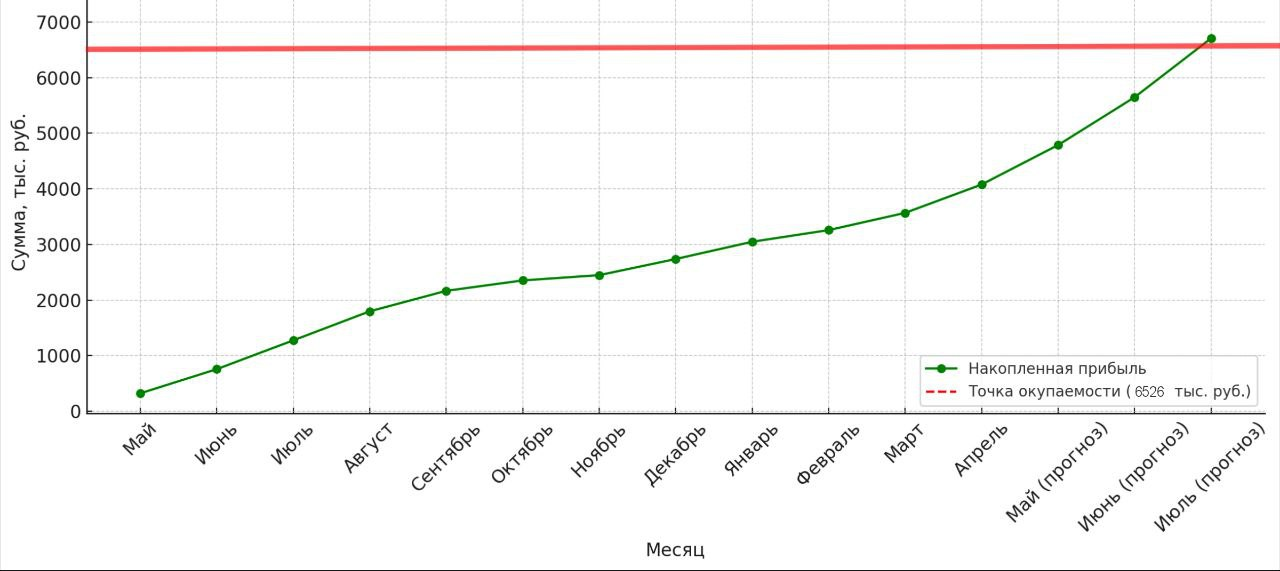 Сумма, тыс. руб.
7000
6000
5000
4000
3000
2000
1000
0
Накопленная прибыль
Точка окупаемости ( 6526 тыс. руб.)
Май
Июнь
Июль
Август
Сентябрь
Октябрь
Ноябрь
Декабрь
Январь
Февраль
Март
Апрель
Май (прогноз)
Июнь (прогноз)
Июль (прогноз)
Месяц